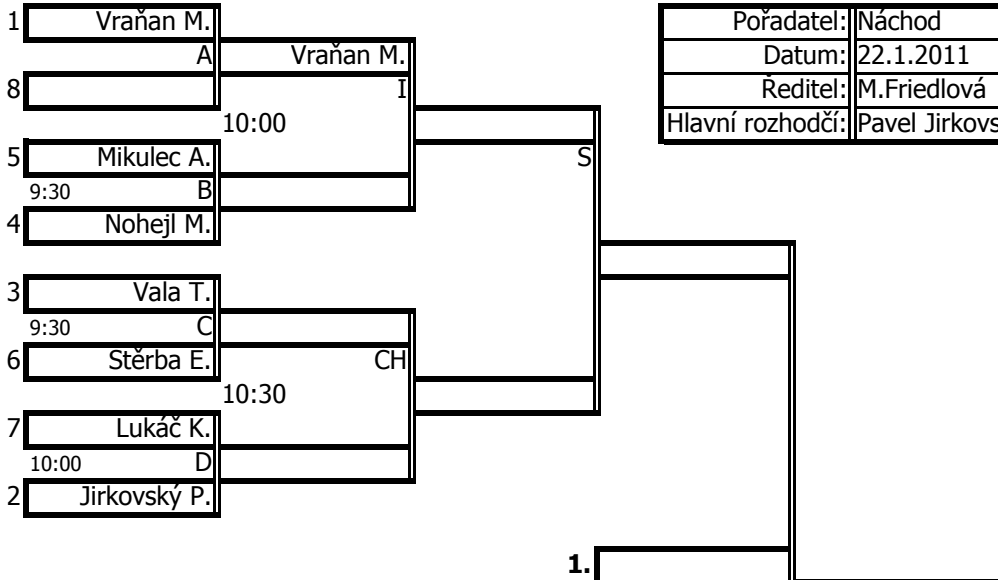 1 Vraňan M.
A Vraňan M.
8 I
10:00
5 Mikulec A. S
9:30 B
4 Nohejl M.
3 Vala T.
9:30 C
6 Stěrba E. CH
10:30
7 Lukáč K.
10:00 D
2 Jirkovský P.
1.
Pořadatel: Náchod
Datum: 22.1.2011
Ředitel: M.Friedlová
Hlavní rozhodčí: Pavel Jirkovs